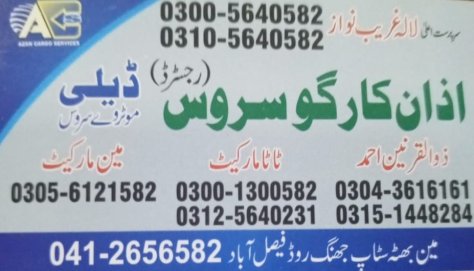 AC
AZAN CARGO SERVICES
سرپرست اعلیٰ لالہ غریب نواز 0300-5640582
0310-5640582
اذان کارگو سروس (رجسٹرڈ) ڈیلی
موٹروے سروس
ذوالقرنین احمد ٹاٹا مارکیٹ مین مارکیٹ
0304-3616161 0300-1300582 0305-6121582
0315-1448284 0312-5640231
مین بھٹہ سٹاپ جھنگ روڈ فیصل آباد 041-2656582